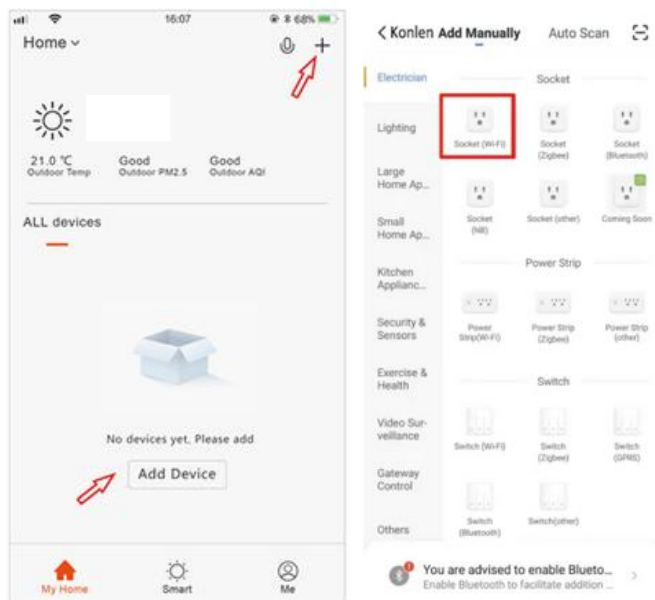 16:07
68%
Home
21.0 ℃
Outdoor Temp
Good
Outdoor PM2.5
Good
Outdoor AQI
ALL devices
No devices yet, Please add
Add Device
My Home
Smart
Me
< Konlen Add Manually Auto Scan
Electrician
Lighting
Large
Home Ap...
Small
Home Ap...
Kitchen
Applianc...
Security &
Sensors
Exercise &
Health
Video Sur-
veillance
Gateway
Control
Others
Socket
Socket (Wi-Fi)
Socket
(Zigbee)
Socket
(Bluetooth)
Socket
(NB)
Socket (other)
Coming Soon
Power Strip
Power
Strip(Wi-Fi)
Power Strip
(Zigbee)
Power Strip
(other)
Switch
Switch (Wi-Fi)
Switch
(Zigbee)
Switch
(GPRS)
Switch
(Bluetooth)
Switch(other)
You are advised to enable Blueto...
Enable Bluetooth to facilitate addition ...